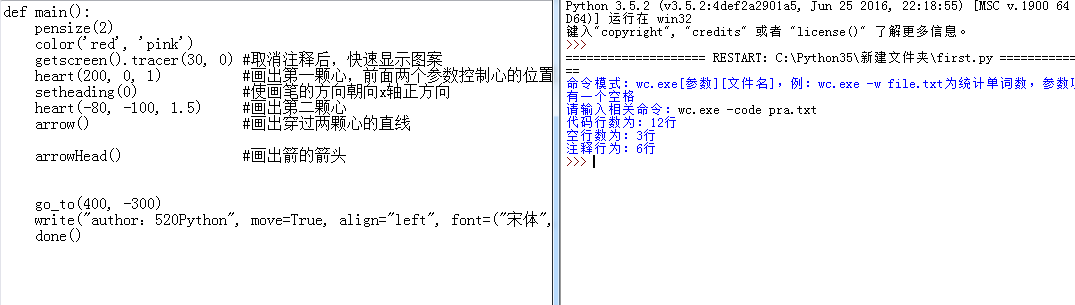 def main():
    pensize(2)
    color('red', 'pink')
    getscreen().tracer(30, 0) #取消注释后，快速显示图案
    heart(200, 0, 1)          #画出第一颗心，前面两个参数控制心的位置
    setheading(0)             #使画笔的方向朝向x轴正方向
    heart(-80, -100, 1.5)     #画出第二颗心
    arrow()                   #画出穿过两颗心的直线
    arrowHead()               #画出箭的箭头
    go_to(400, -300)
    write("author：520Python", move=True, align="left", font=("宋体",
    done()
Python 3.5.2 (v3.5.2:4def2a2901a5, Jun 25 2016, 22:18:55) [MSC v.1900 64
D64)] 运行在 win32
键入"copyright", "credits" 或者 "license()" 了解更多信息。
>>>
===================== RESTART: C:\Python35\新建文件夹\first.py ============
==
命令模式：wc.exe[参数][文件名]，例：wc.exe -w file.txt为统计单词数，参数项
有一个空格
请输入相关命令：wc.exe -code pra.txt
代码行数为：12行
空行数为：3行
注释行为：6行
>>>